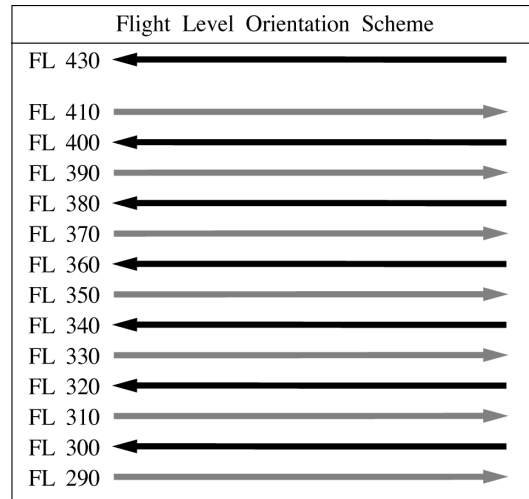 Flight Level Orientation Scheme
FL 430
FL 410
FL 400
FL 390
FL 380
FL 370
FL 360
FL 350
FL 340
FL 330
FL 320
FL 310
FL 300
FL 290